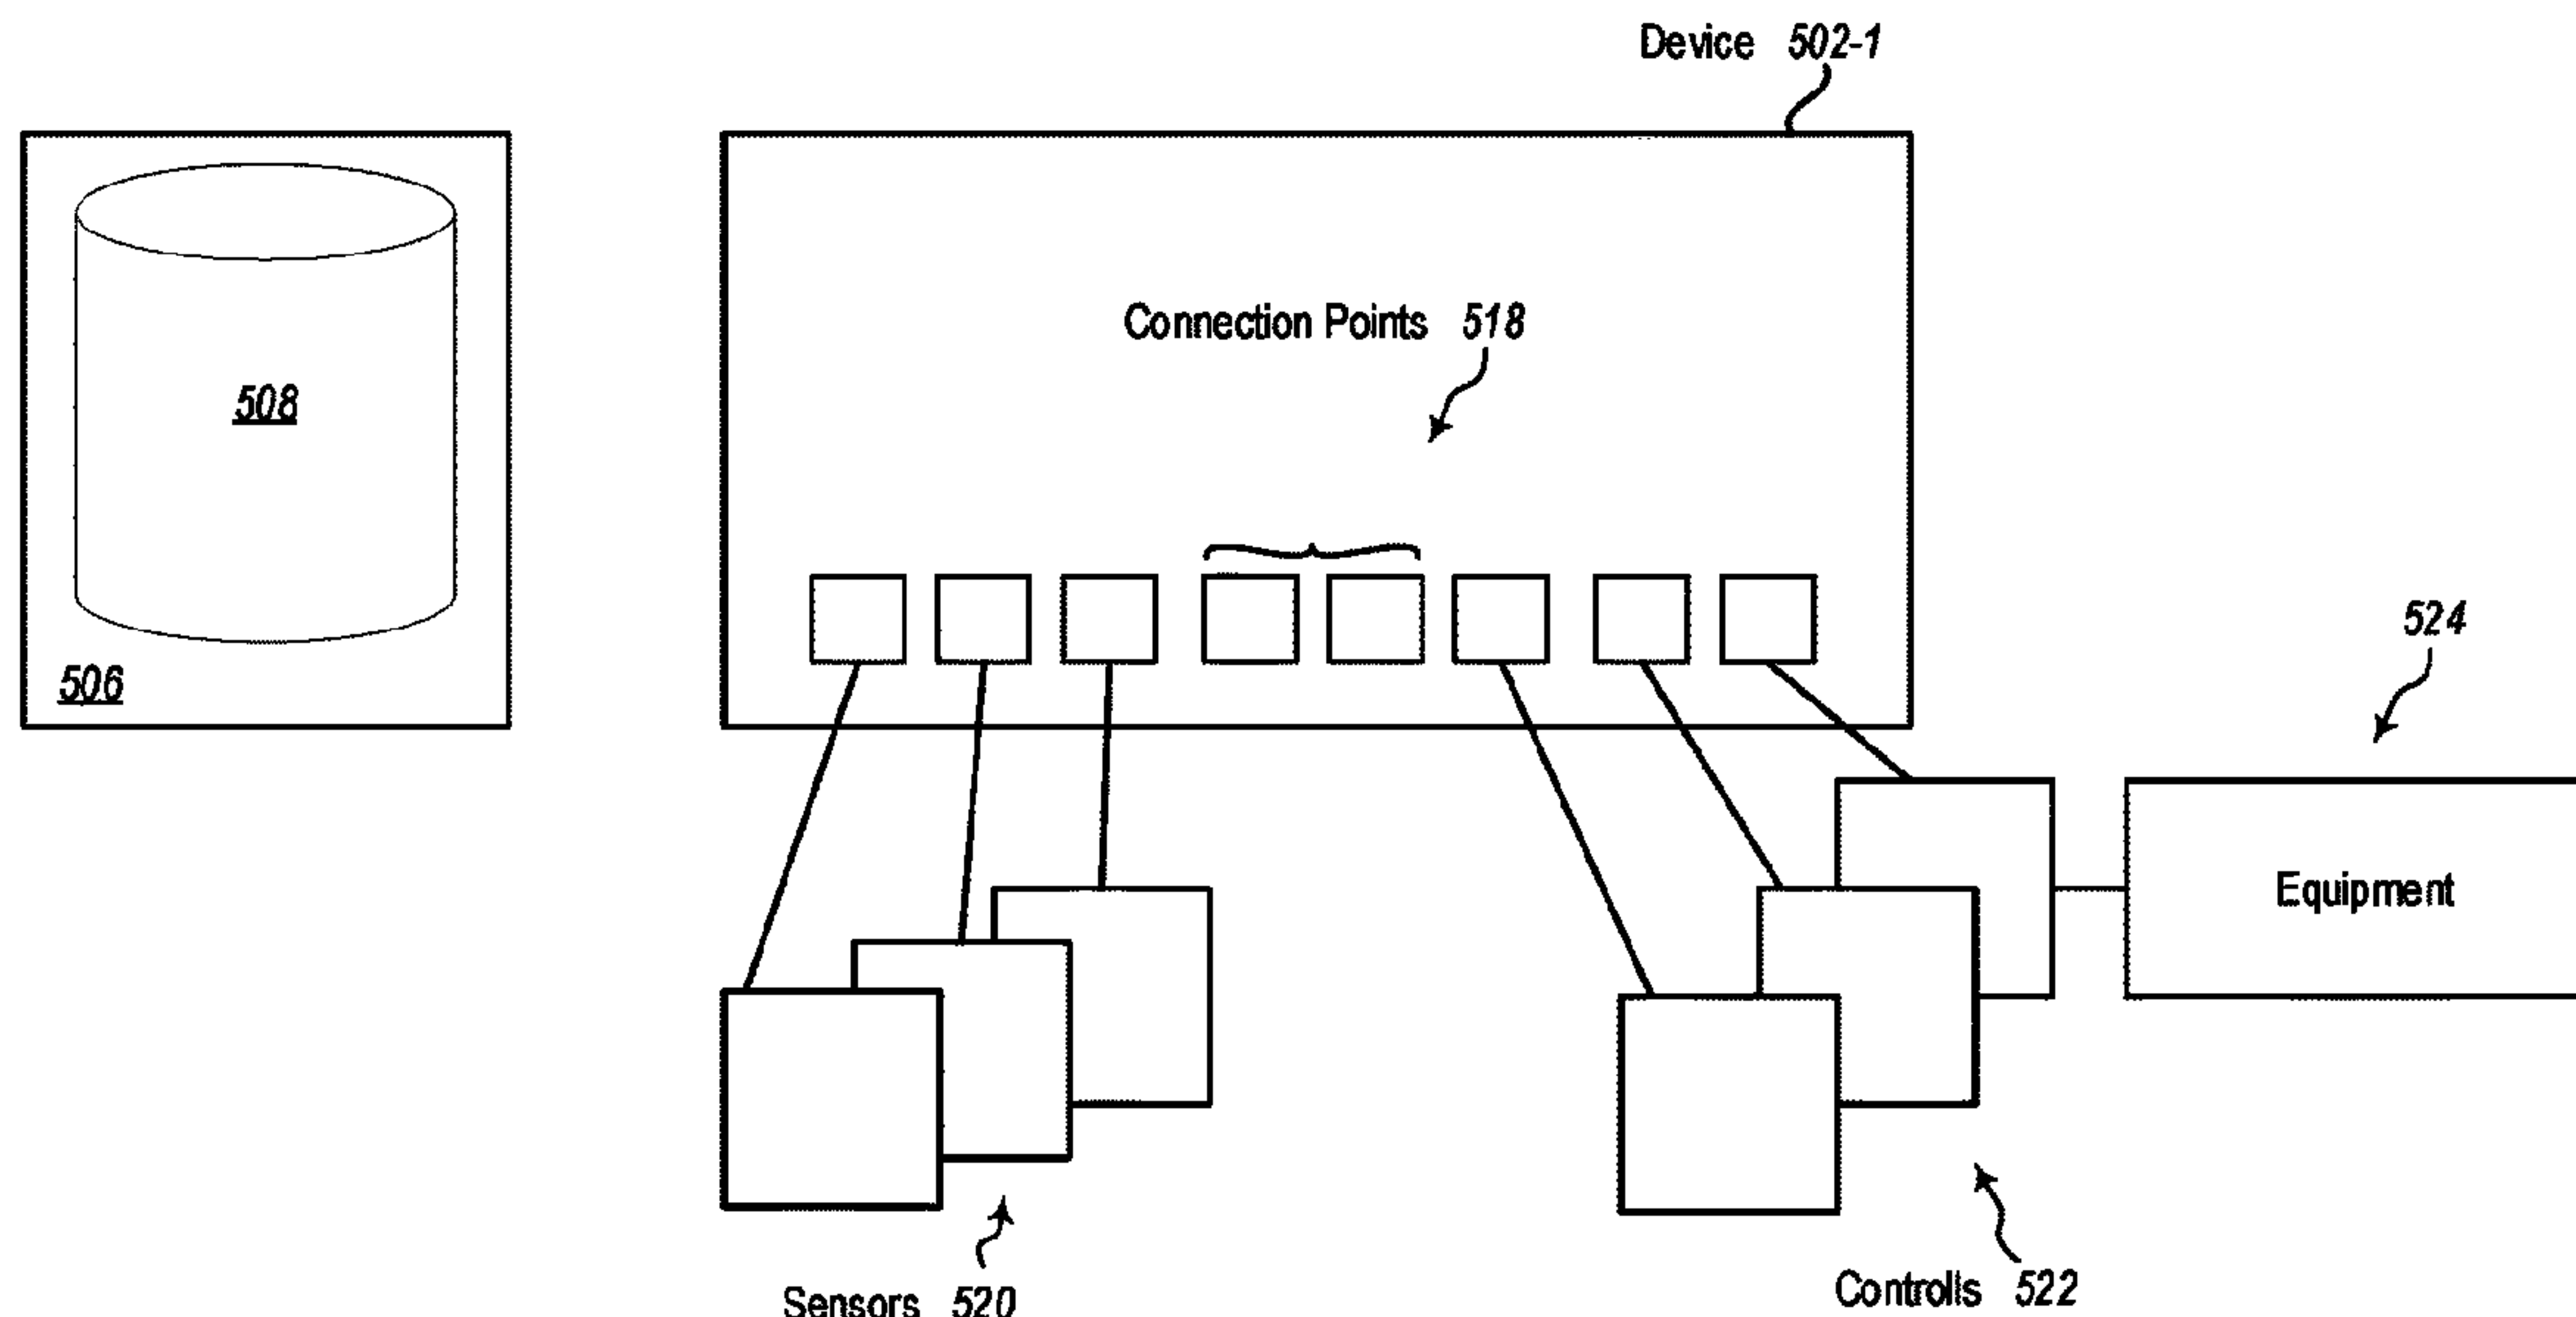 Device 502-1
Connection Points 518
508
506
524
Equipment
Sensors 520
Controlls 522